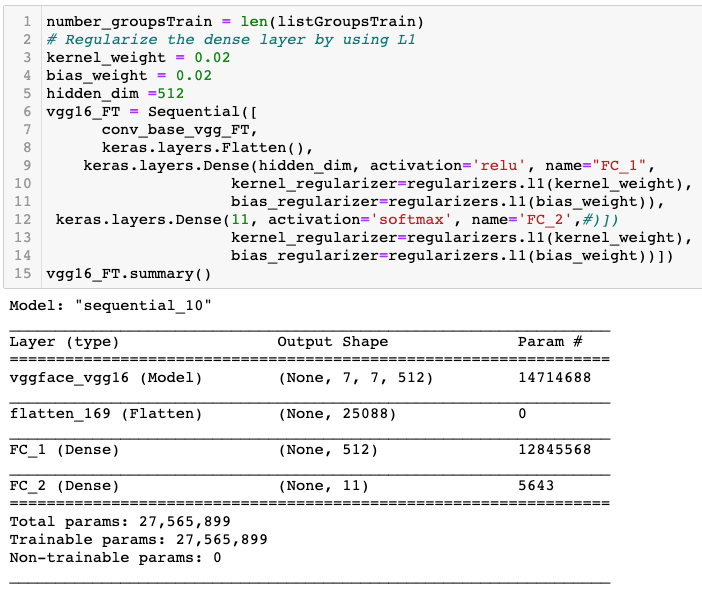 1 number_groupsTrain = len(listGroupsTrain)
2 # Regularize the dense layer by using L1
3 kernel_weight = 0.02
4 bias_weight = 0.02
5 hidden_dim =512
6 vgg16_FT = Sequential([
7 conv_base_vgg_FT,
8 keras.layers.Flatten(),
9 keras.layers.Dense(hidden_dim, activation='relu', name="FC_1",
10 kernel_regularizer=regularizers.l1(kernel_weight),
11 bias_regularizer=regularizers.l1(bias_weight)),
12 keras.layers.Dense(11, activation='softmax', name='FC_2',#)])
13 kernel_regularizer=regularizers.l1(kernel_weight),
14 bias_regularizer=regularizers.l1(bias_weight))])
15 vgg16_FT.summary()
Model: "sequential_10"
Layer (type) Output Shape Param #
vggface_vgg16 (Model) (None, 7, 7, 512) 14714688
flatten_169 (Flatten) (None, 25088) 0
FC_1 (Dense) (None, 512) 12845568
FC_2 (Dense) (None, 11) 5643
Total params: 27,565,899
Trainable params: 27,565,899
Non-trainable params: 0